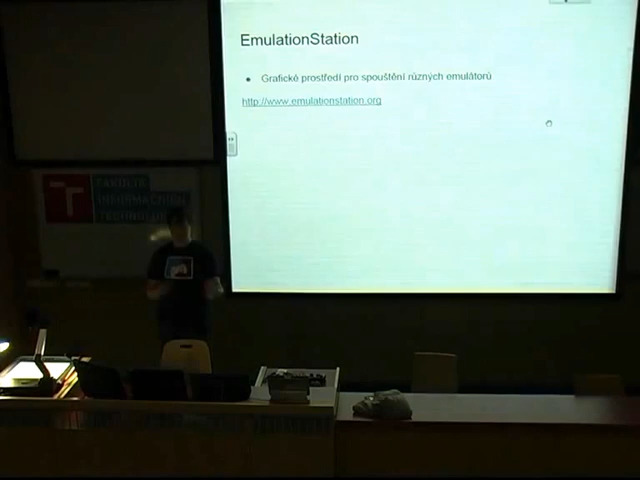 EmulationStation
• Grafické prostředí pro spouštění různých emulátorů
http://www.emulationstation.org
FAKULTA
INFORMAČNÍCH
TECHNOLOGIÍ